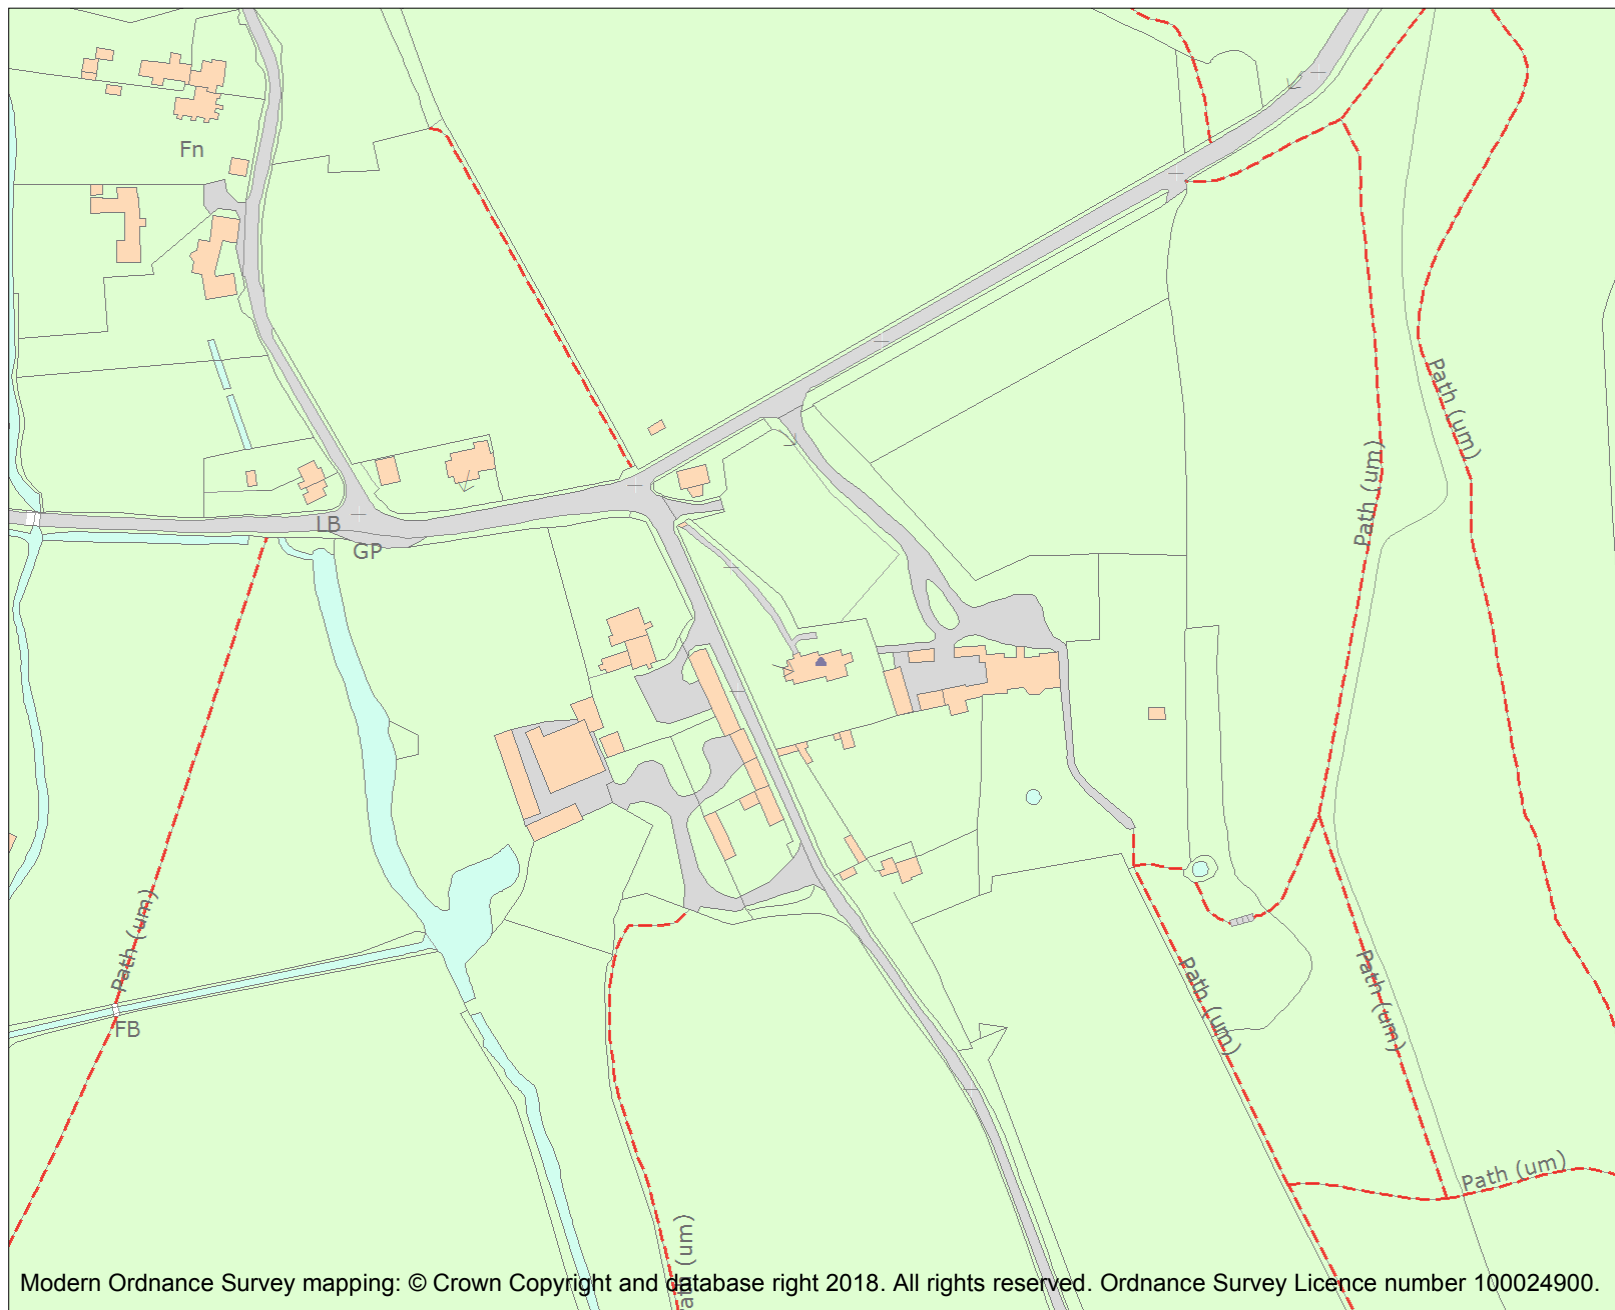 Fn
Path (um)
Path (um)
LB
GP
Path (um)
Path (um)
Path (um)
FB
Path (um)
Path (um)
Modern Ordnance Survey mapping: © Crown Copyright and database right 2018. All rights reserved. Ordnance Survey Licence number 100024900.